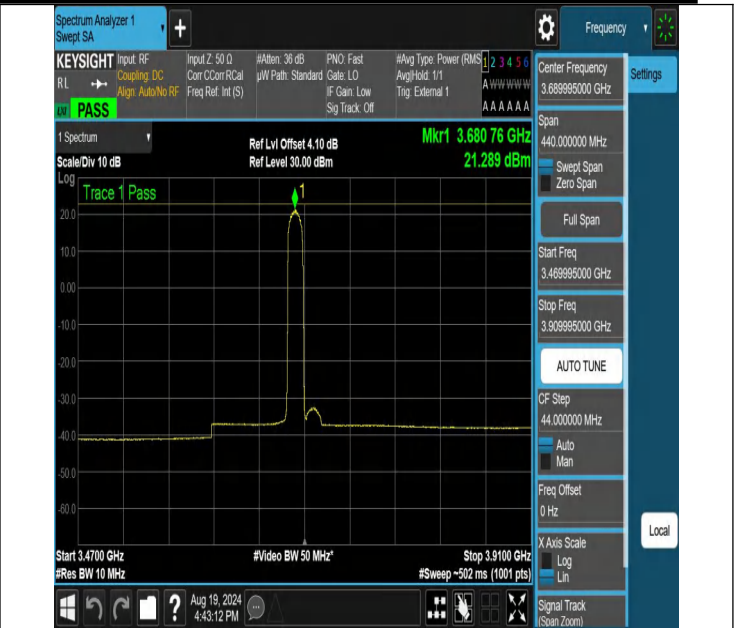 Spectrum Analyzer 1
Swept SA
+
Frequency
KEYSIGHT
Input: RF
Input Z: 50 Ω
#Atten: 36 dB
PNO: Fast
#Avg Type: Power (RMS
1 2 3 4 5 6
RL
Coupling: DC
Corr CCorr RCal
µW Path: Standard
Gate: LO
Avg|Hold: 1/1
A W W W W W
Align: Auto/No RF
Freq Ref: Int (S)
IF Gain: Low
Trig: External 1
Sig Track: Off
A A A A A A
PASS
1 Spectrum
Ref Lvl Offset 4.10 dB
Mkr1 3.680 76 GHz
Scale/Div 10 dB
Ref Level 30.00 dBm
21.289 dBm
Log
Trace 1 Pass
1
20.0
10.0
0.00
-10.0
-20.0
-30.0
-40.0
-50.0
-60.0
Start 3.4700 GHz
#Video BW 50 MHz*
Stop 3.9100 GHz
#Res BW 10 MHz
#Sweep ~502 ms (1001 pts)
?
Aug 19, 2024
4:43:12 PM
Center Frequency
3.689995000 GHz
Settings
Span
440.000000 MHz
Swept Span
Zero Span
Full Span
Start Freq
3.469995000 GHz
Stop Freq
3.909995000 GHz
AUTO TUNE
CF Step
44.000000 MHz
Auto
Man
Freq Offset
0 Hz
Local
X Axis Scale
Log
Lin
Signal Track
(Span Zoom)